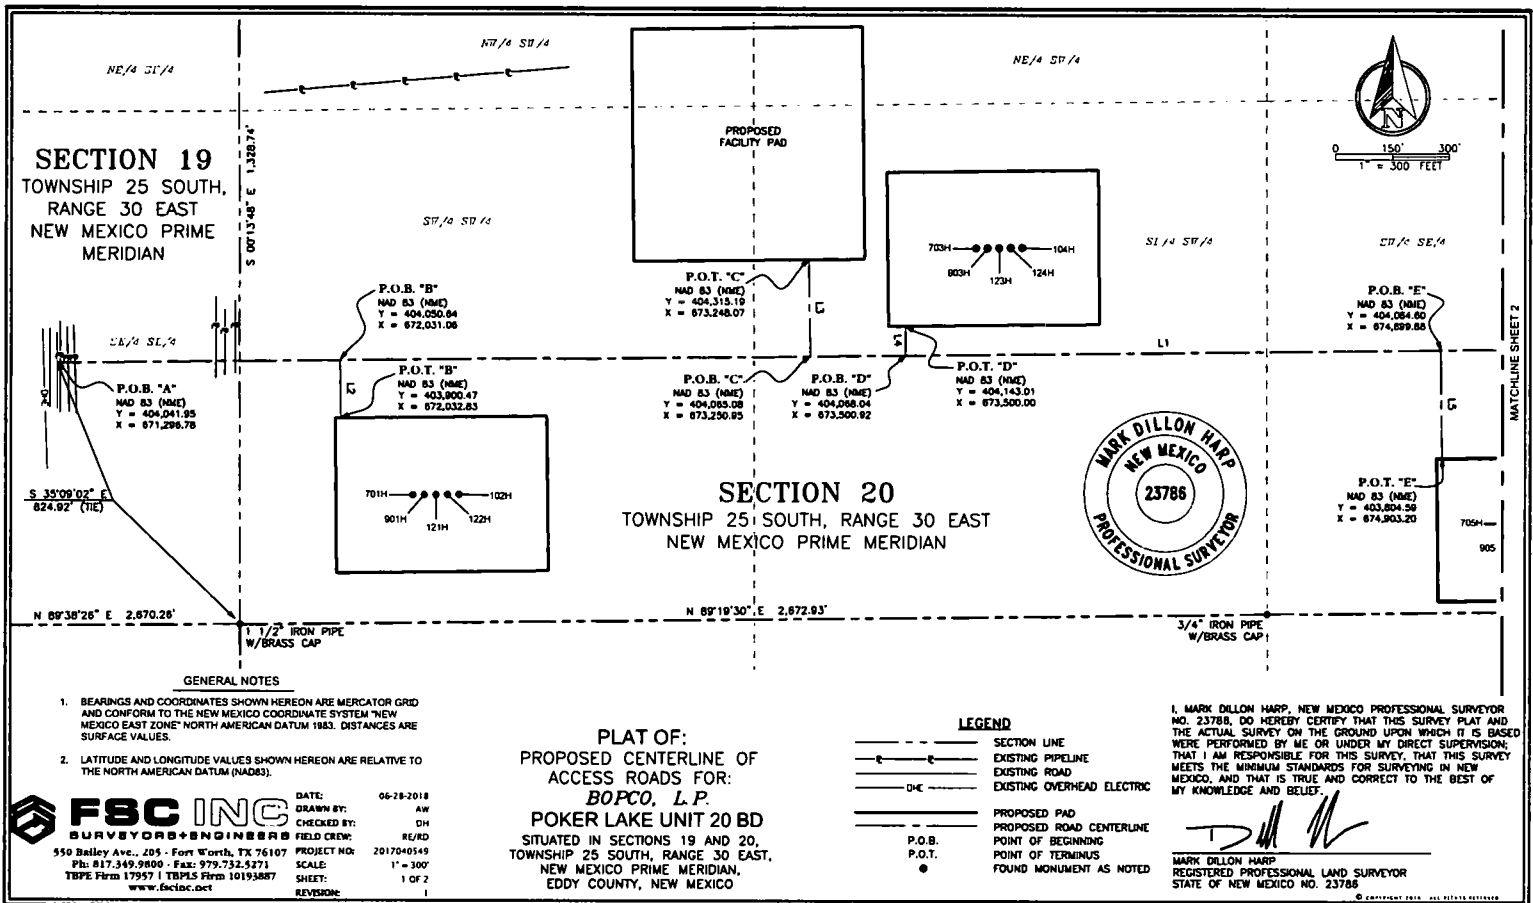 NE/4 SE/4
NW/4 SW/4
NE/4 SW/4
N
0 150' 300'
1" = 300 FEET
SECTION 19
TOWNSHIP 25 SOUTH,
RANGE 30 EAST
NEW MEXICO PRIME
MERIDIAN
S 00°13'48" E 1,328.74'
PROPOSED
FACILITY PAD
SW/4 SW/4
SE/4 SW/4
SW/4 SE/4
703H
104H
803H
123H
124H
P.O.B. "B"
NAD 83 (NME)
Y = 404,050.64
X = 672,031.06
P.O.T. "C"
NAD 83 (NME)
Y = 404,315.19
X = 673,248.07
L3
L4
L1
P.O.B. "E"
NAD 83 (NME)
Y = 404,084.60
X = 674,899.88
MATCHLINE SHEET 2
SE/4 SE/4
OHE
P.O.B. "A"
NAD 83 (NME)
Y = 404,041.95
X = 671,296.78
L2
P.O.T. "B"
NAD 83 (NME)
Y = 403,900.47
X = 672,032.83
P.O.B. "C"
NAD 83 (NME)
Y = 404,065.08
X = 673,250.95
P.O.B. "D"
NAD 83 (NME)
Y = 404,068.04
X = 673,500.92
P.O.T. "D"
NAD 83 (NME)
Y = 404,143.01
X = 673,500.00
L5
MARK DILLON HARP
NEW MEXICO
23786
PROFESSIONAL SURVEYOR
S 35°09'02" E
824.92' (TIE)
701H
102H
901H
121H
122H
SECTION 20
TOWNSHIP 25 SOUTH, RANGE 30 EAST
NEW MEXICO PRIME MERIDIAN
P.O.T. "E"
NAD 83 (NME)
Y = 403,804.59
X = 674,903.20
705H
905
N 89°38'26" E 2,670.26'
N 89°19'30" E 2,672.93'
1 1/2" IRON PIPE
W/BRASS CAP
3/4" IRON PIPE
W/BRASS CAP
GENERAL NOTES
1. BEARINGS AND COORDINATES SHOWN HEREON ARE MERCATOR GRID
AND CONFORM TO THE NEW MEXICO COORDINATE SYSTEM "NEW
MEXICO EAST ZONE" NORTH AMERICAN DATUM 1983. DISTANCES ARE
SURFACE VALUES.
2. LATITUDE AND LONGITUDE VALUES SHOWN HEREON ARE RELATIVE TO
THE NORTH AMERICAN DATUM (NAD83).
FSC INC
SURVEYORS+ENGINEERS
550 Bailey Ave., 205 - Fort Worth, TX 76107
Ph: 817.349.9800 - Fax: 979.732.5271
TBPE Firm 17957 | TBPLS Firm 10193887
www.fscinc.net
DATE: 06-28-2018
DRAWN BY: AW
CHECKED BY: DH
FIELD CREW: RE/RD
PROJECT NO: 2017040549
SCALE: 1" = 300'
SHEET: 1 OF 2
REVISION: 1
PLAT OF:
PROPOSED CENTERLINE OF
ACCESS ROADS FOR:
BOPCO, L.P.
POKER LAKE UNIT 20 BD
SITUATED IN SECTIONS 19 AND 20,
TOWNSHIP 25 SOUTH, RANGE 30 EAST,
NEW MEXICO PRIME MERIDIAN,
EDDY COUNTY, NEW MEXICO
LEGEND
SECTION LINE
EXISTING PIPELINE
EXISTING ROAD
OHE EXISTING OVERHEAD ELECTRIC
PROPOSED PAD
PROPOSED ROAD CENTERLINE
P.O.B. POINT OF BEGINNING
P.O.T. POINT OF TERMINUS
FOUND MONUMENT AS NOTED
I, MARK DILLON HARP, NEW MEXICO PROFESSIONAL SURVEYOR
NO. 23786, DO HEREBY CERTIFY THAT THIS SURVEY PLAT AND
THE ACTUAL SURVEY ON THE GROUND UPON WHICH IT IS BASED
WERE PERFORMED BY ME OR UNDER MY DIRECT SUPERVISION;
THAT I AM RESPONSIBLE FOR THIS SURVEY, THAT THIS SURVEY
MEETS THE MINIMUM STANDARDS FOR SURVEYING IN NEW
MEXICO, AND THAT IS TRUE AND CORRECT TO THE BEST OF
MY KNOWLEDGE AND BELIEF.
MARK DILLON HARP
REGISTERED PROFESSIONAL LAND SURVEYOR
STATE OF NEW MEXICO NO. 23786
© COPYRIGHT 2018 ALL RIGHTS RESERVED